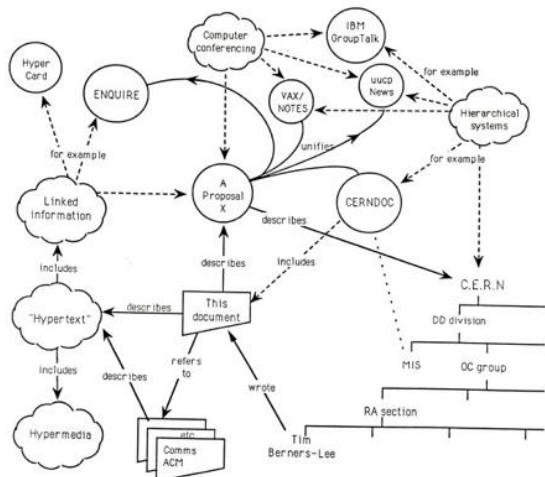 IBM
GroupTalk
Computer
conferencing
Hyper
Card
ENQUIRE
VAX/
NOTES
uucp
News
for example
Hierarchical
systems
unifies
for example
for example
Linked
information
A
Proposal
X
CERNDOC
describes
includes
describes
includes
C.E.R.N
DD division
"Hypertext"
describes
This
document
MIS
OC group
includes
describes
refers
to
wrote
RA section
Hypermedia
etc
Comms
ACM
Tim
Berners-Lee